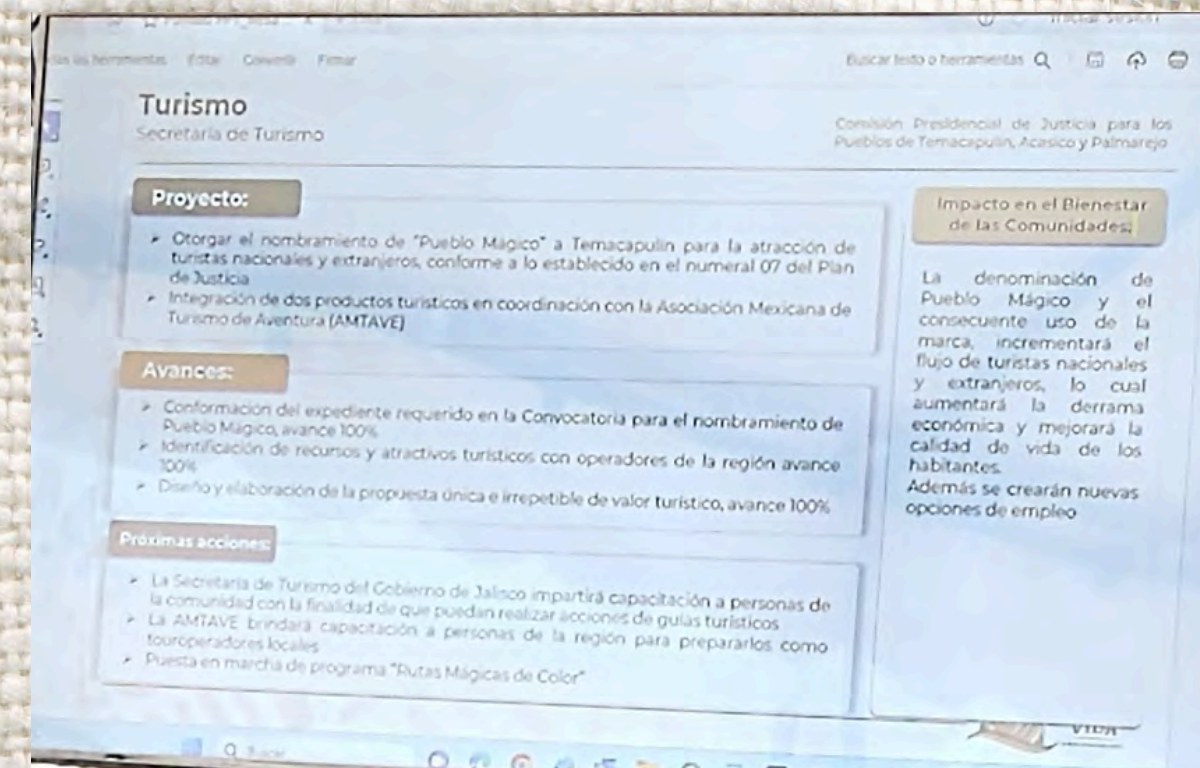 Editar Convertir Firmar
Buscar texto o herramientas
Turismo
Secretaría de Turismo
Comisión Presidencial de Justicia para los
Pueblos de Temacapulín, Acasico y Palmarejo
Proyecto:
➤ Otorgar el nombramiento de "Pueblo Mágico" a Temacapulín para la atracción de
turistas nacionales y extranjeros, conforme a lo establecido en el numeral 07 del Plan
de Justicia
➤ Integración de dos productos turísticos en coordinación con la Asociación Mexicana de
Turismo de Aventura (AMTAVE)
Avances:
➤ Conformación del expediente requerido en la Convocatoria para el nombramiento de
Pueblo Mágico, avance 100%
➤ Identificación de recursos y atractivos turísticos con operadores de la región avance
100%
➤ Diseño y elaboración de la propuesta única e irrepetible de valor turístico, avance 100%
Próximas acciones:
➤ La Secretaría de Turismo del Gobierno de Jalisco impartirá capacitación a personas de
la comunidad con la finalidad de que puedan realizar acciones de guías turísticos
➤ La AMTAVE brindará capacitación a personas de la región para prepararlos como
touroperadores locales
➤ Puesta en marcha de programa "Rutas Mágicas de Color"
Impacto en el Bienestar
de las Comunidades:
La denominación de
Pueblo Mágico y el
consecuente uso de la
marca, incrementará el
flujo de turistas nacionales
y extranjeros, lo cual
aumentará la derrama
económica y mejorará la
calidad de vida de los
habitantes.
Además se crearán nuevas
opciones de empleo
Buscar